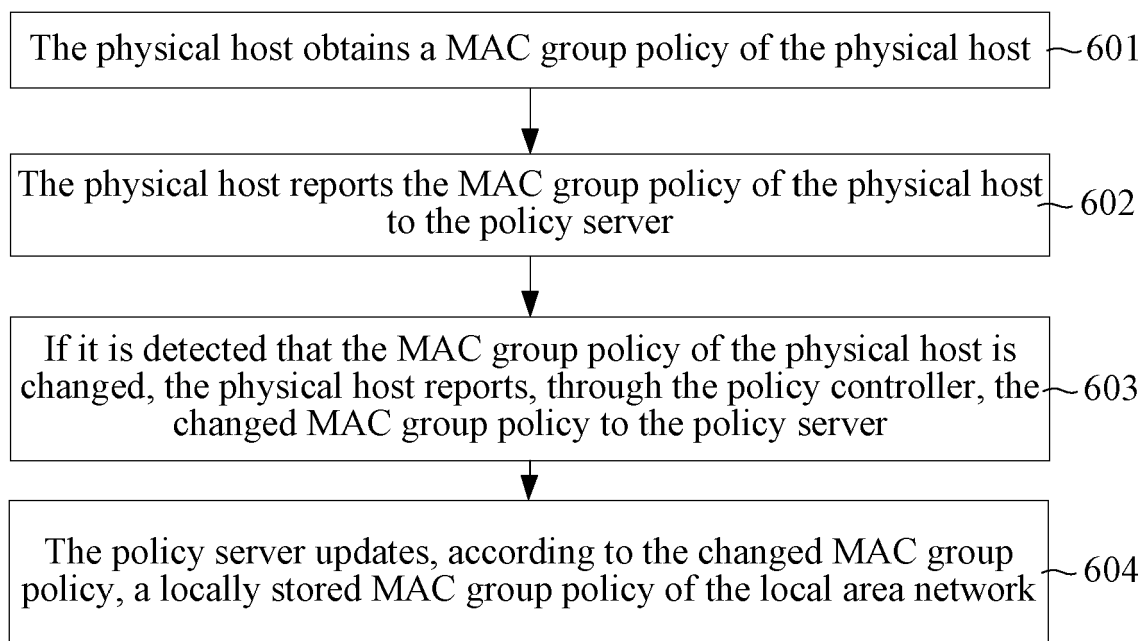 The physical host obtains a MAC group policy of the physical host
601
The physical host reports the MAC group policy of the physical host
to the policy server
602
If it is detected that the MAC group policy of the physical host is
changed, the physical host reports, through the policy controller, the
changed MAC group policy to the policy server
603
The policy server updates, according to the changed MAC group
policy, a locally stored MAC group policy of the local area network
604